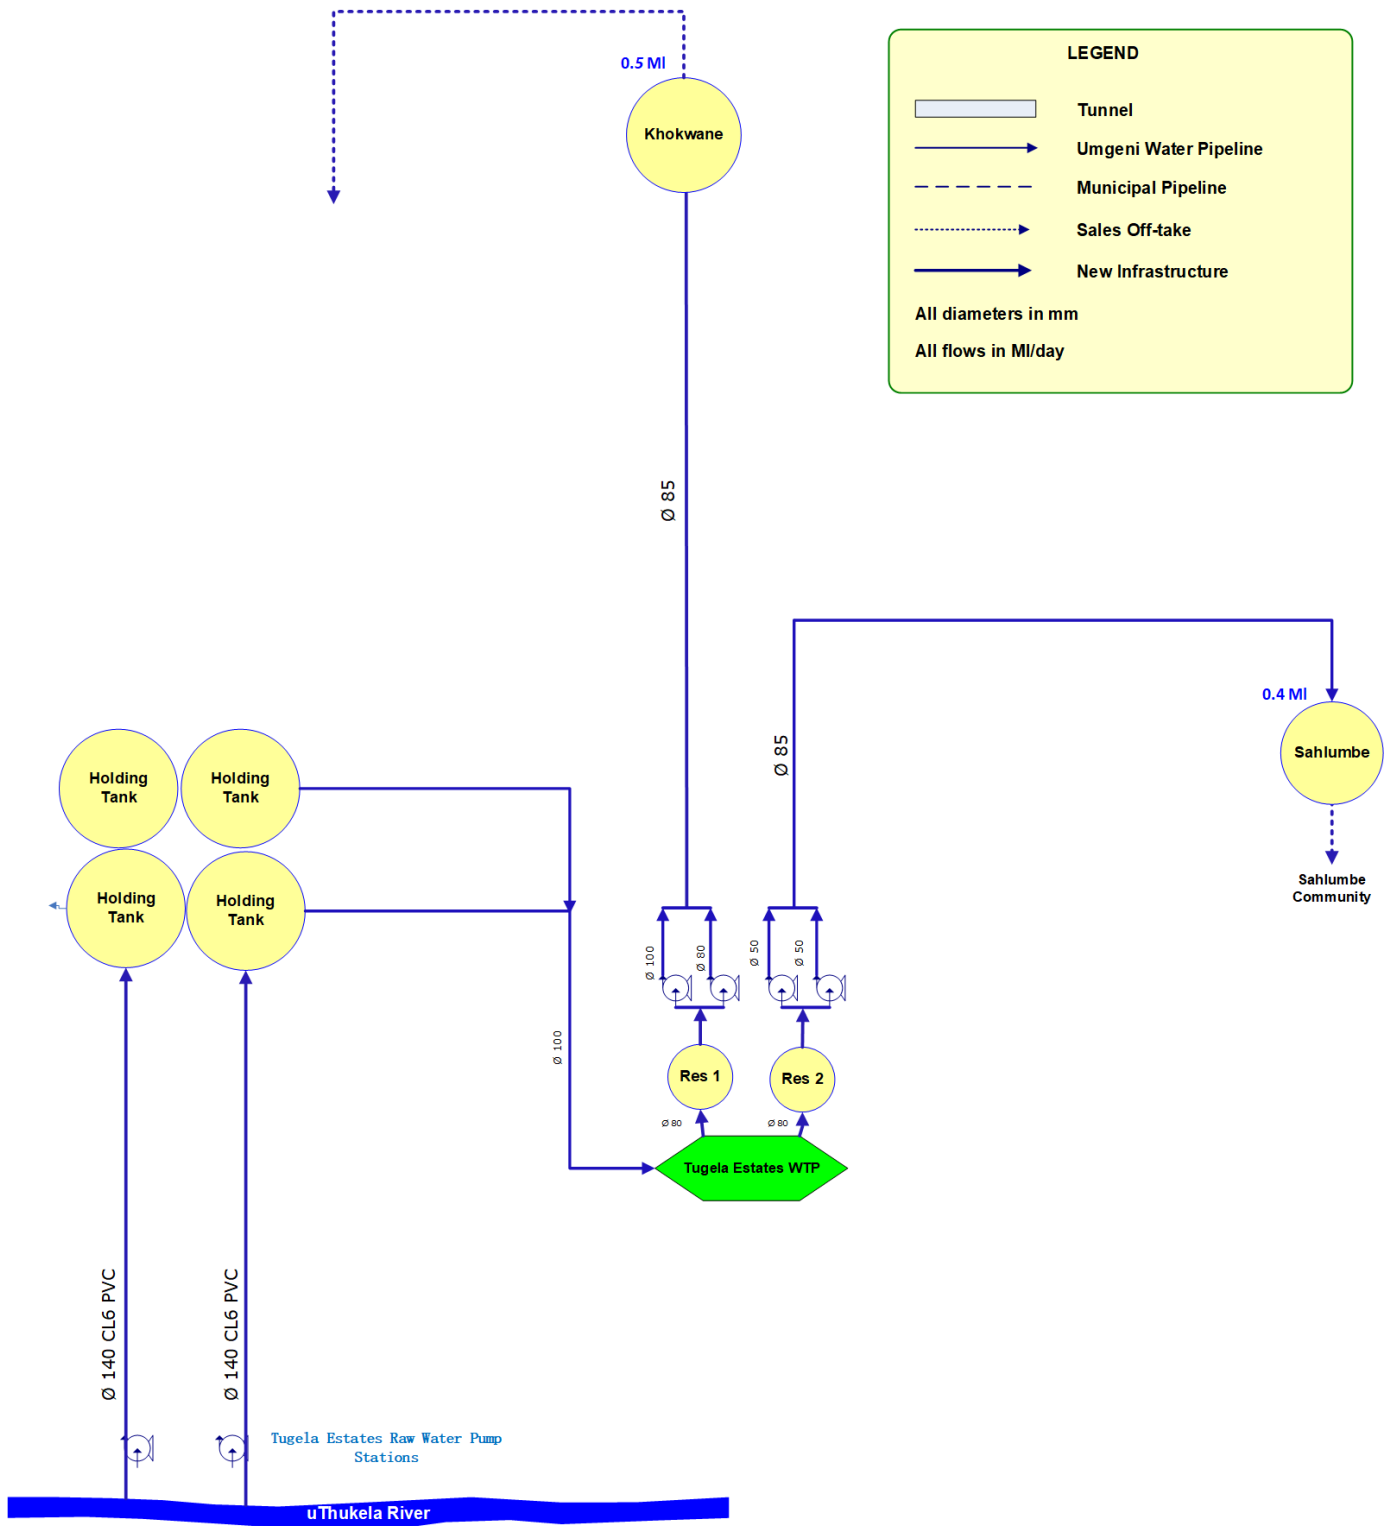 0.5 Ml
Khokwane
LEGEND
Tunnel
Umgeni Water Pipeline
Municipal Pipeline
Sales Off-take
New Infrastructure
All diameters in mm
All flows in Ml/day
Ø 85
Ø 85
0.4 Ml
Sahlumbe
Sahlumbe
Community
Holding
Tank
Holding
Tank
Holding
Tank
Holding
Tank
Ø 100
Ø 80
Ø 50
Ø 50
Ø 100
Res 1
Res 2
Ø 80
Ø 80
Tugela Estates WTP
Ø 140 CL6 PVC
Ø 140 CL6 PVC
Tugela Estates Raw Water Pump
Stations
uThukela River